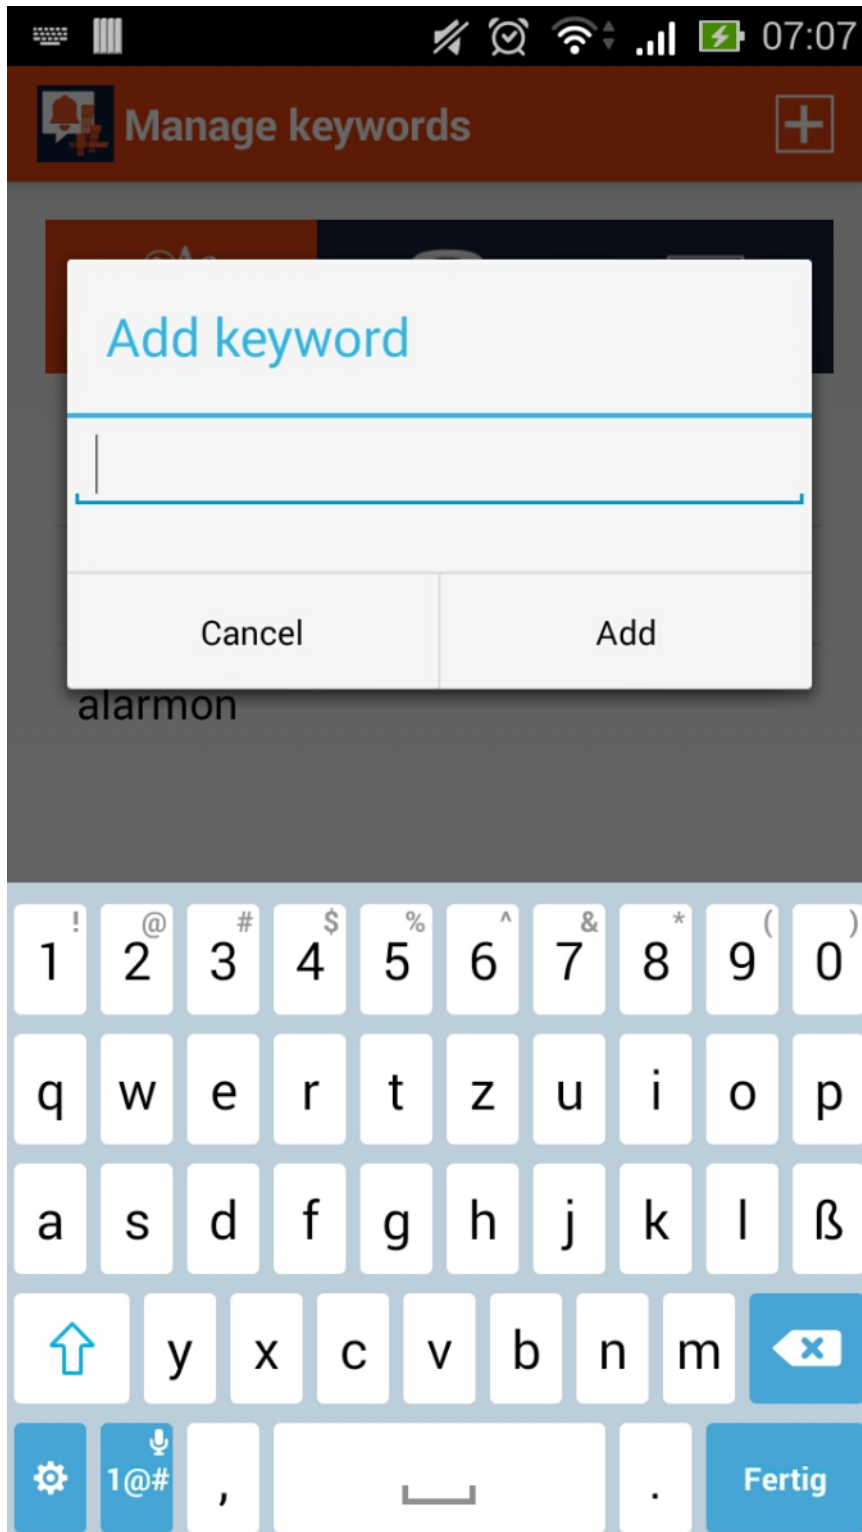 07:07
Manage keywords
Add keyword
Cancel Add
alarmon
! @ # $ % ^ & * ( )
1 2 3 4 5 6 7 8 9 0
q w e r t z u i o p
a s d f g h j k l ß
y x c v b n m
1@# , . Fertig